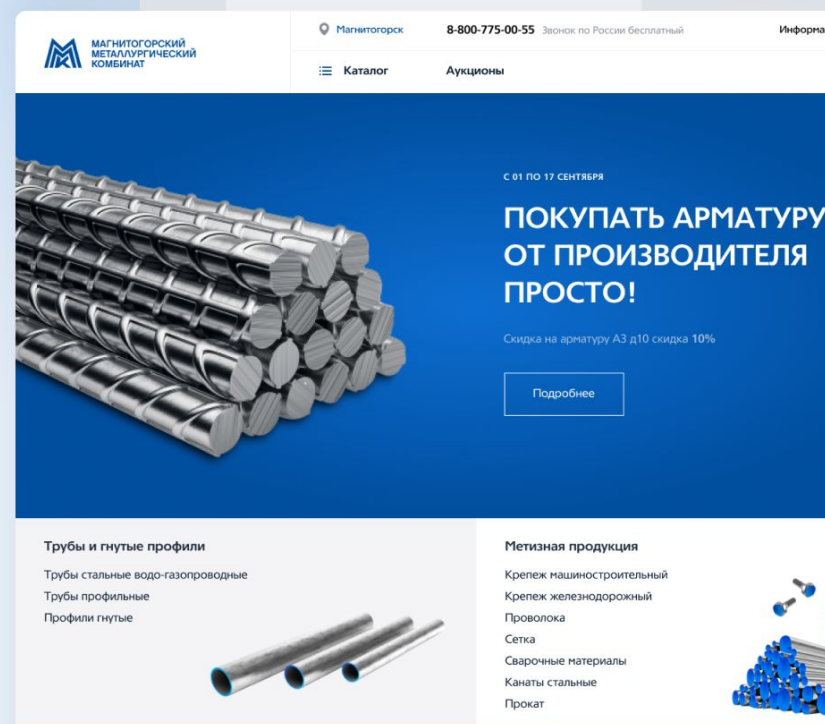 МАГНИТОГОРСКИЙ
МЕТАЛЛУРГИЧЕСКИЙ
КОМБИНАТ
Магнитогорск
8-800-775-00-55 Звонок по России бесплатный
Информа
Каталог
Аукционы
С 01 ПО 17 СЕНТЯБРЯ
ПОКУПАТЬ АРМАТУРУ
ОТ ПРОИЗВОДИТЕЛЯ
ПРОСТО!
Скидка на арматуру А3 д10 скидка 10%
Подробнее
Трубы и гнутые профили
Трубы стальные водо-газопроводные
Трубы профильные
Профили гнутые
Метизная продукция
Крепеж машиностроительный
Крепеж железнодорожный
Проволока
Сетка
Сварочные материалы
Канаты стальные
Прокат